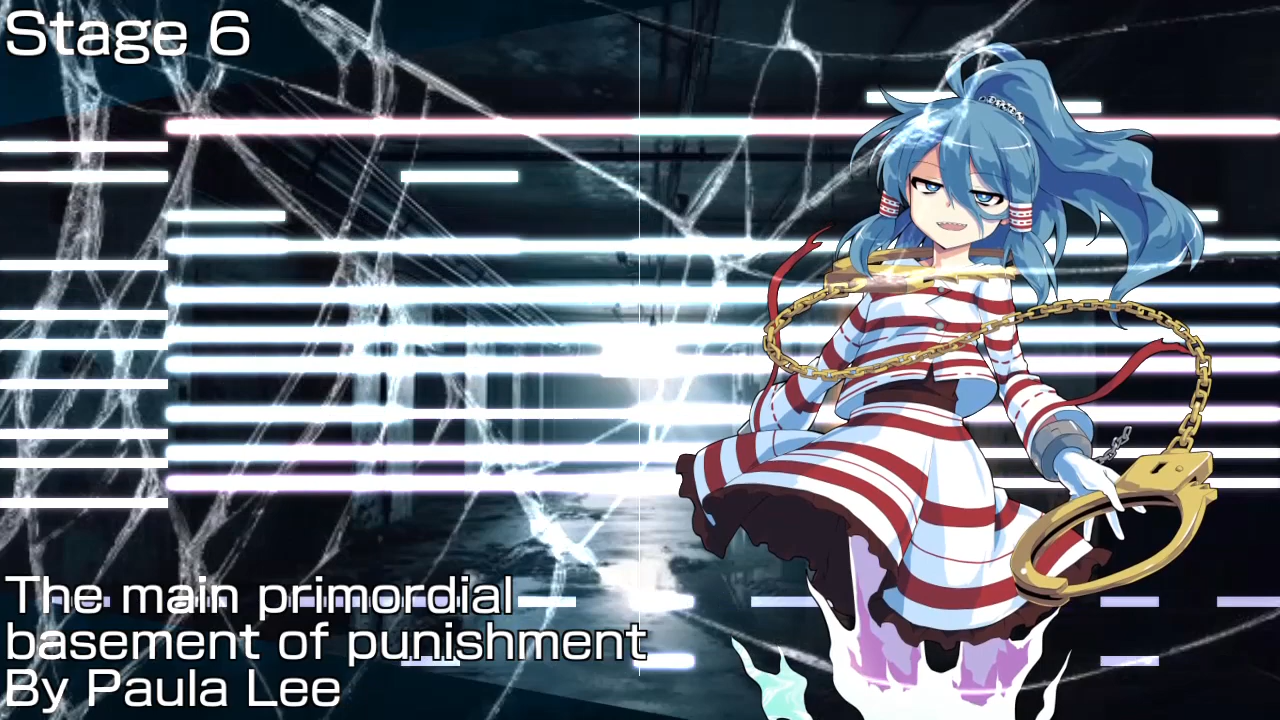 Stage 6
The main primordial
basement of punishment
By Paula Lee